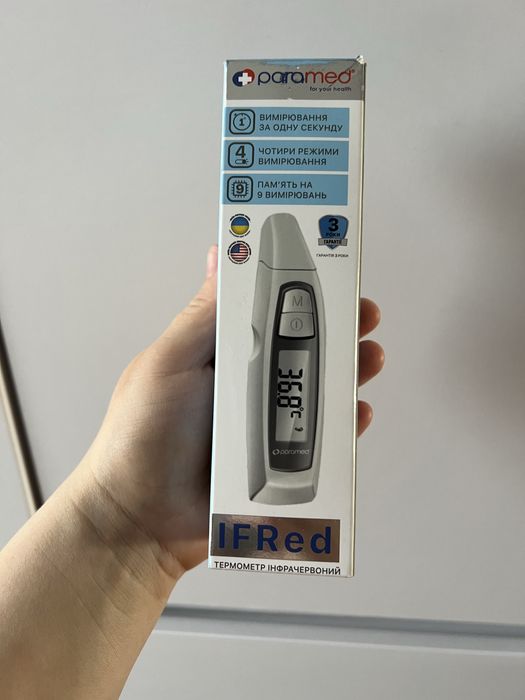 paramed®
for your health
1
ВИМІРЮВАННЯ
ЗА ОДНУ СЕКУНДУ
4
ЧОТИРИ РЕЖИМИ
ВИМІРЮВАННЯ
9
ПАМ'ЯТЬ НА
9 ВИМІРЮВАНЬ
3
РОКИ
ГАРАНТІЇ
ГАРАНТІЯ 3 РОКИ
M
36.8°C
paramed
IFRed
ТЕРМОМЕТР ІНФРАЧЕРВОНИЙ